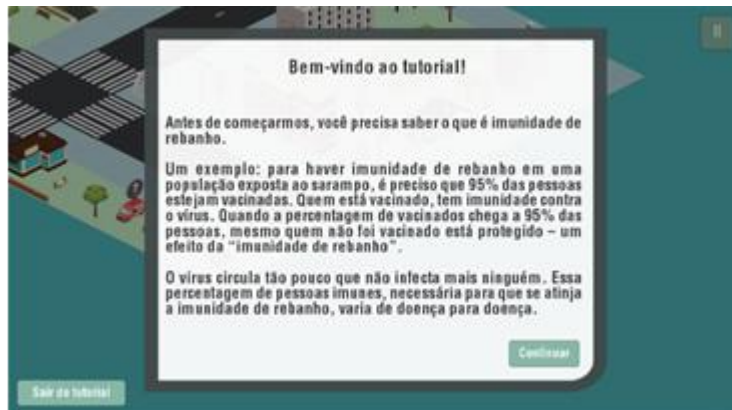 Bem-vindo ao tutorial!
Antes de começarmos, você precisa saber o que é imunidade de
rebanho.
Um exemplo: para haver imunidade de rebanho em uma
população exposta ao sarampo, é preciso que 95% das pessoas
estejam vacinadas. Quem está vacinado, tem imunidade contra
o vírus. Quando a percentagem de vacinados chega a 95% das
pessoas, mesmo quem não foi vacinado está protegido – um
efeito da “imunidade de rebanho”.
O vírus circula tão pouco que não infecta mais ninguém. Essa
percentagem de pessoas imunes, necessária para que se atinja
a imunidade de rebanho, varia de doença para doença.
Continuar
Sair do tutorial